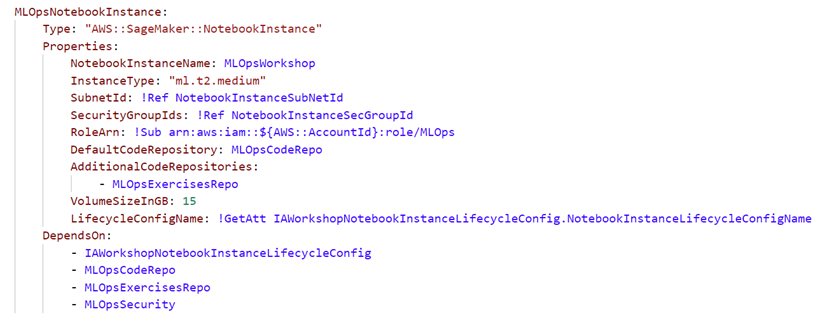 MLOpsNotebookInstance:
Type: "AWS::SageMaker::NotebookInstance"
Properties:
NotebookInstanceName: MLOpsWorkshop
InstanceType: "ml.t2.medium"
SubnetId: !Ref NotebookInstanceSubNetId
SecurityGroupIds: !Ref NotebookInstanceSecGroupId
RoleArn: !Sub arn:aws:iam::${AWS::AccountId}:role/MLOps
DefaultCodeRepository: MLOpsCodeRepo
AdditionalCodeRepositories:
- MLOpsExercisesRepo
VolumeSizeInGB: 15
LifecycleConfigName: !GetAtt IAWorkshopNotebookInstanceLifecycleConfig.NotebookInstanceLifecycleConfigName
DependsOn:
- IAWorkshopNotebookInstanceLifecycleConfig
- MLOpsCodeRepo
- MLOpsExercisesRepo
- MLOpsSecurity